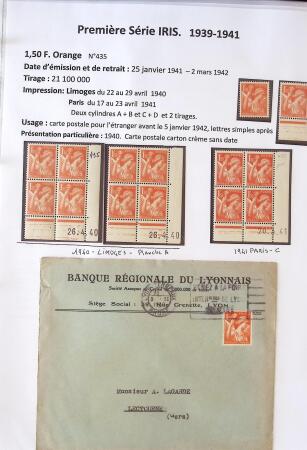 Première Série IRIS. 1939-1941
1,50 F. Orange N°435
Date d'émission et de retrait : 25 janvier 1941 – 2 mars 1942
Tirage : 21 100 000
Impression: Limoges du 22 au 29 avril 1940
Paris du 17 au 23 avril 1941
Deux cylindres A + B et C + D et 2 tirages.
Usage : carte postale pour l'étranger avant le 5 janvier 1942, lettres simples après
Présentation particulière : 1940. Carte postale carton crème sans date
26.4.40
26.4.40
1940 - LIMOGES - Planche A
1941 PARIS - C
BANQUE RÉGIONALE DU LYONNAIS
Siège Social : Rue Grenette, LYON
Monsieur A. LAGARDE
LECTOURE
(Gers)